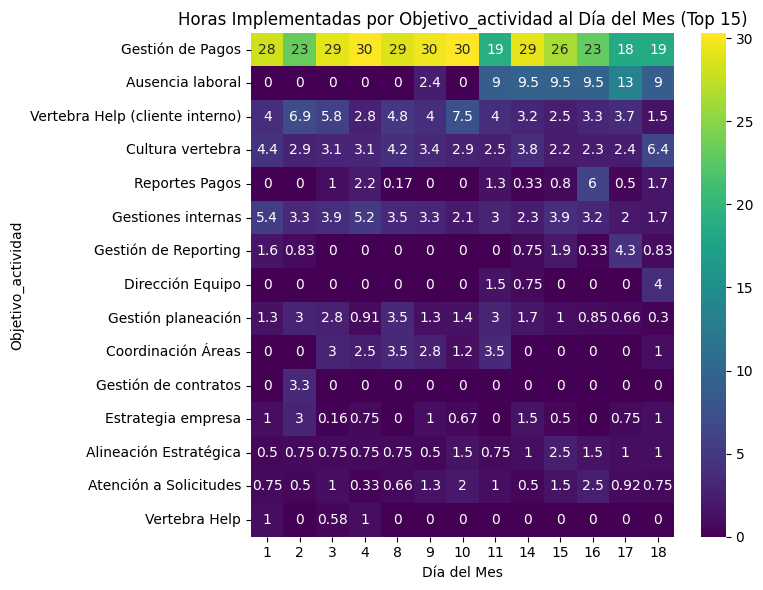 Horas Implementadas por Objetivo_actividad al Día del Mes (Top 15)
Objetivo_actividad
Gestión de Pagos 28 23 29 30 29 30 30 19 29 26 23 18 19
Ausencia laboral 0 0 0 0 0 2.4 0 9 9.5 9.5 9.5 13 9
Vertebra Help (cliente interno) 4 6.9 5.8 2.8 4.8 4 7.5 4 3.2 2.5 3.3 3.7 1.5
Cultura vertebra 4.4 2.9 3.1 3.1 4.2 3.4 2.9 2.5 3.8 2.2 2.3 2.4 6.4
Reportes Pagos 0 0 1 2.2 0.17 0 0 1.3 0.33 0.8 6 0.5 1.7
Gestiones internas 5.4 3.3 3.9 5.2 3.5 3.3 2.1 3 2.3 3.9 3.2 2 1.7
Gestión de Reporting 1.6 0.83 0 0 0 0 0 0 0.75 1.9 0.33 4.3 0.83
Dirección Equipo 0 0 0 0 0 0 0 1.5 0.75 0 0 0 4
Gestión planeación 1.3 3 2.8 0.91 3.5 1.3 1.4 3 1.7 1 0.85 0.66 0.3
Coordinación Áreas 0 0 3 2.5 3.5 2.8 1.2 3.5 0 0 0 0 1
Gestión de contratos 0 3.3 0 0 0 0 0 0 0 0 0 0 0
Estrategia empresa 1 3 0.16 0.75 0 1 0.67 0 1.5 0.5 0 0.75 1
Alineación Estratégica 0.5 0.75 0.75 0.75 0.75 0.5 1.5 0.75 1 2.5 1.5 1 1
Atención a Solicitudes 0.75 0.5 1 0.33 0.66 1.3 2 1 0.5 1.5 2.5 0.92 0.75
Vertebra Help 1 0 0.58 1 0 0 0 0 0 0 0 0 0
1 2 3 4 8 9 10 11 14 15 16 17 18
Día del Mes
30
25
20
15
10
5
0